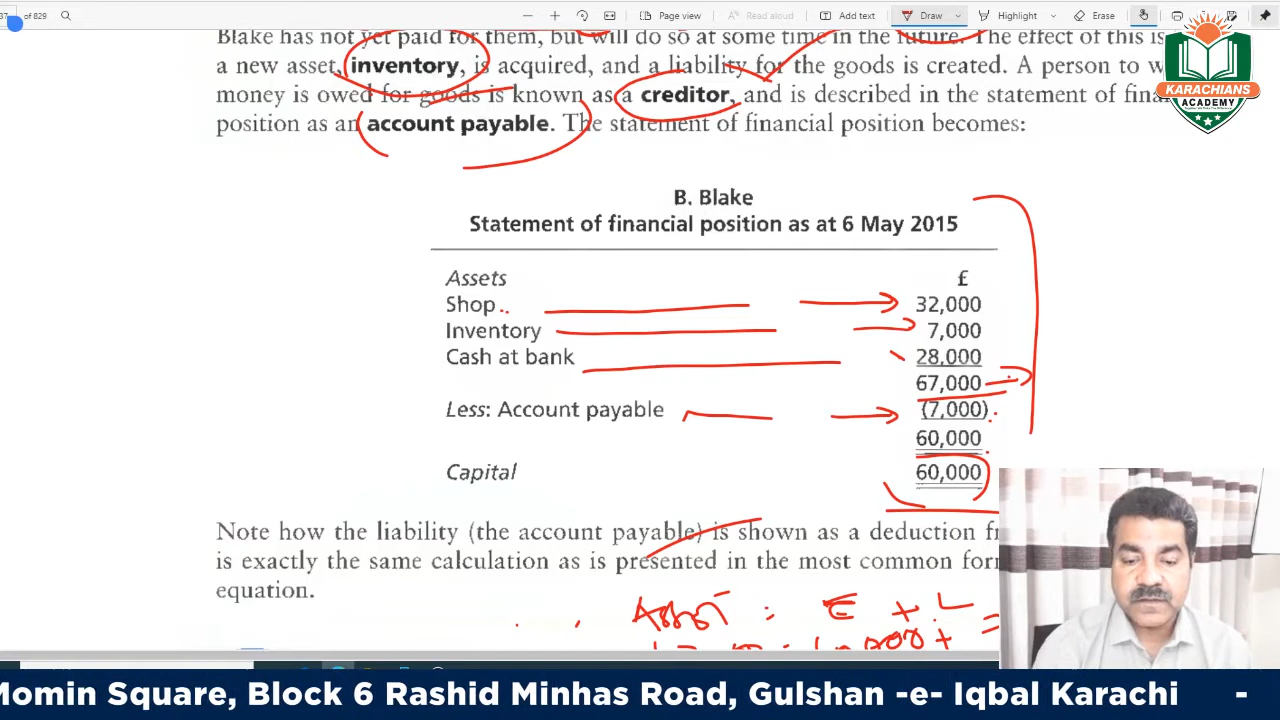 37 of 829
Page view
Read aloud
Add text
Draw
Highlight
Erase
KARACHIANS
ACADEMY
Blake has not yet paid for them, but will do so at some time in the future. The effect of this is
a new asset, inventory, is acquired, and a liability for the goods is created. A person to w
money is owed for goods is known as a creditor, and is described in the statement of fina
position as an account payable. The statement of financial position becomes:
B. Blake
Statement of financial position as at 6 May 2015
Assets £
Shop 32,000
Inventory 7,000
Cash at bank 28,000
67,000
Less: Account payable (7,000)
60,000
Capital 60,000
Note how the liability (the account payable) is shown as a deduction fr
is exactly the same calculation as is presented in the most common for
equation.
Asset : E + L =
Momin Square, Block 6 Rashid Minhas Road, Gulshan -e- Iqbal Karachi -